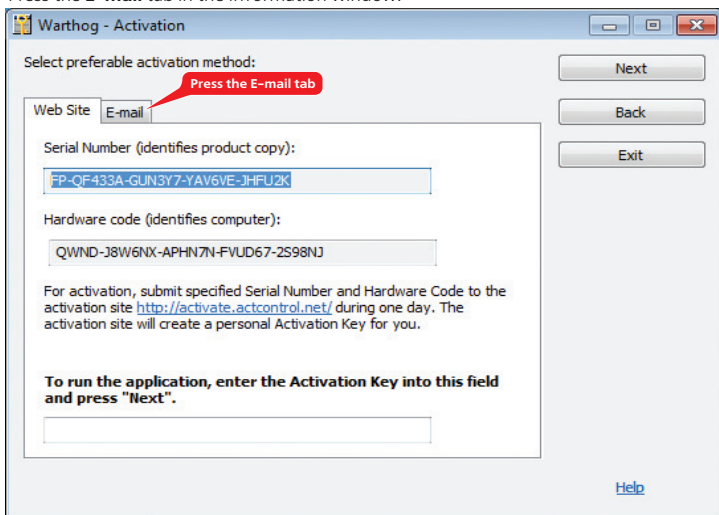 Warthog - Activation
Select preferable activation method:
Press the E-mail tab
Web Site
E-mail
Next
Back
Exit
Serial Number (identifies product copy):
FP-QF433A-GUN3Y7-YAV6VE-JHFU2K
Hardware code (identifies computer):
QWND-J8W6NX-APHN7N-FVUD67-2S98NJ
For activation, submit specified Serial Number and Hardware Code to the
activation site http://activate.actcontrol.net/ during one day. The
activation site will create a personal Activation Key for you.
To run the application, enter the Activation Key into this field
and press "Next".
Help